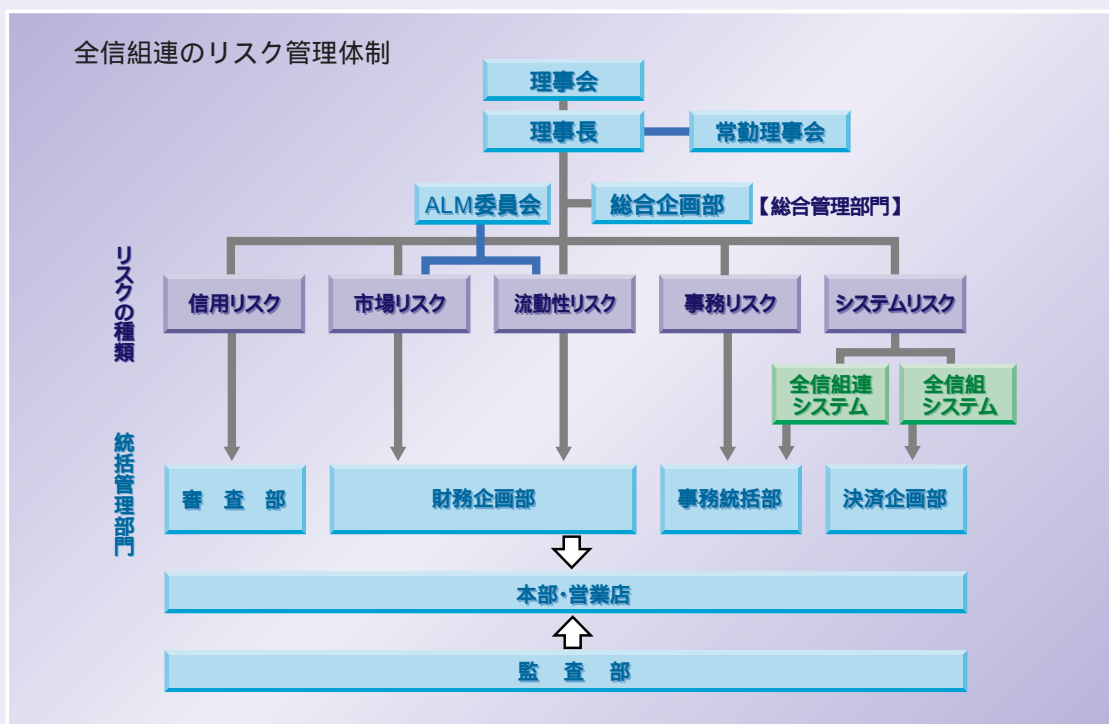 全信組連のリスク管理体制
理事会
理事長
常勤理事会
ALM委員会
総合企画部
【総合管理部門】
リスクの種類
信用リスク
市場リスク
流動性リスク
事務リスク
システムリスク
全信組連
システム
全信組
システム
統括管理部門
審 査 部
財務企画部
事務統括部
決済企画部
本部・営業店
監 査 部